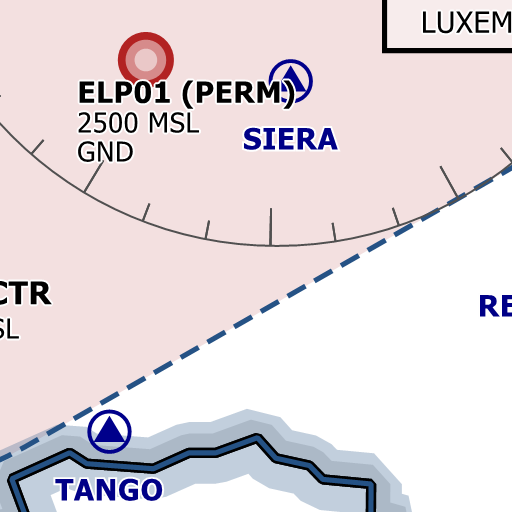 LUXEM
ELP01 (PERM)
2500 MSL
GND
SIERA
CTR
SL
RE
TANGO